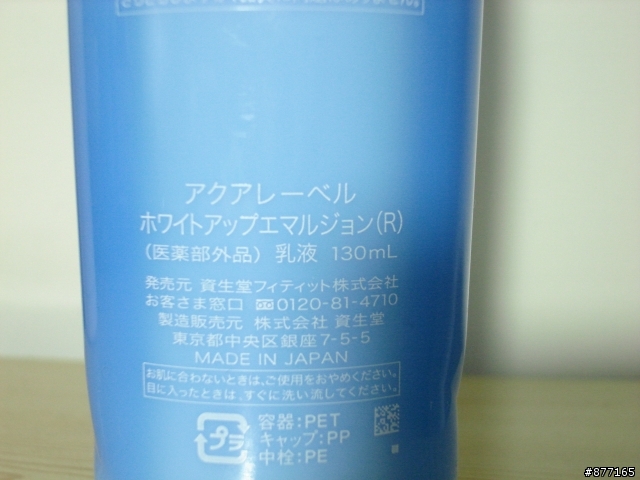 アクアレーベル
ホワイトアップエマルジョン(R)
(医薬部外品) 乳液 130mL
発売元 資生堂フィティット株式会社
お客さま窓口 0120-81-4710
製造販売元 株式会社 資生堂
東京都中央区銀座7-5-5
MADE IN JAPAN
お肌に合わないときは、ご使用をおやめください。
目に入ったときは、すぐに洗い流してください。
プラ
容器:PET
キャップ:PP
中栓:PE
#877165